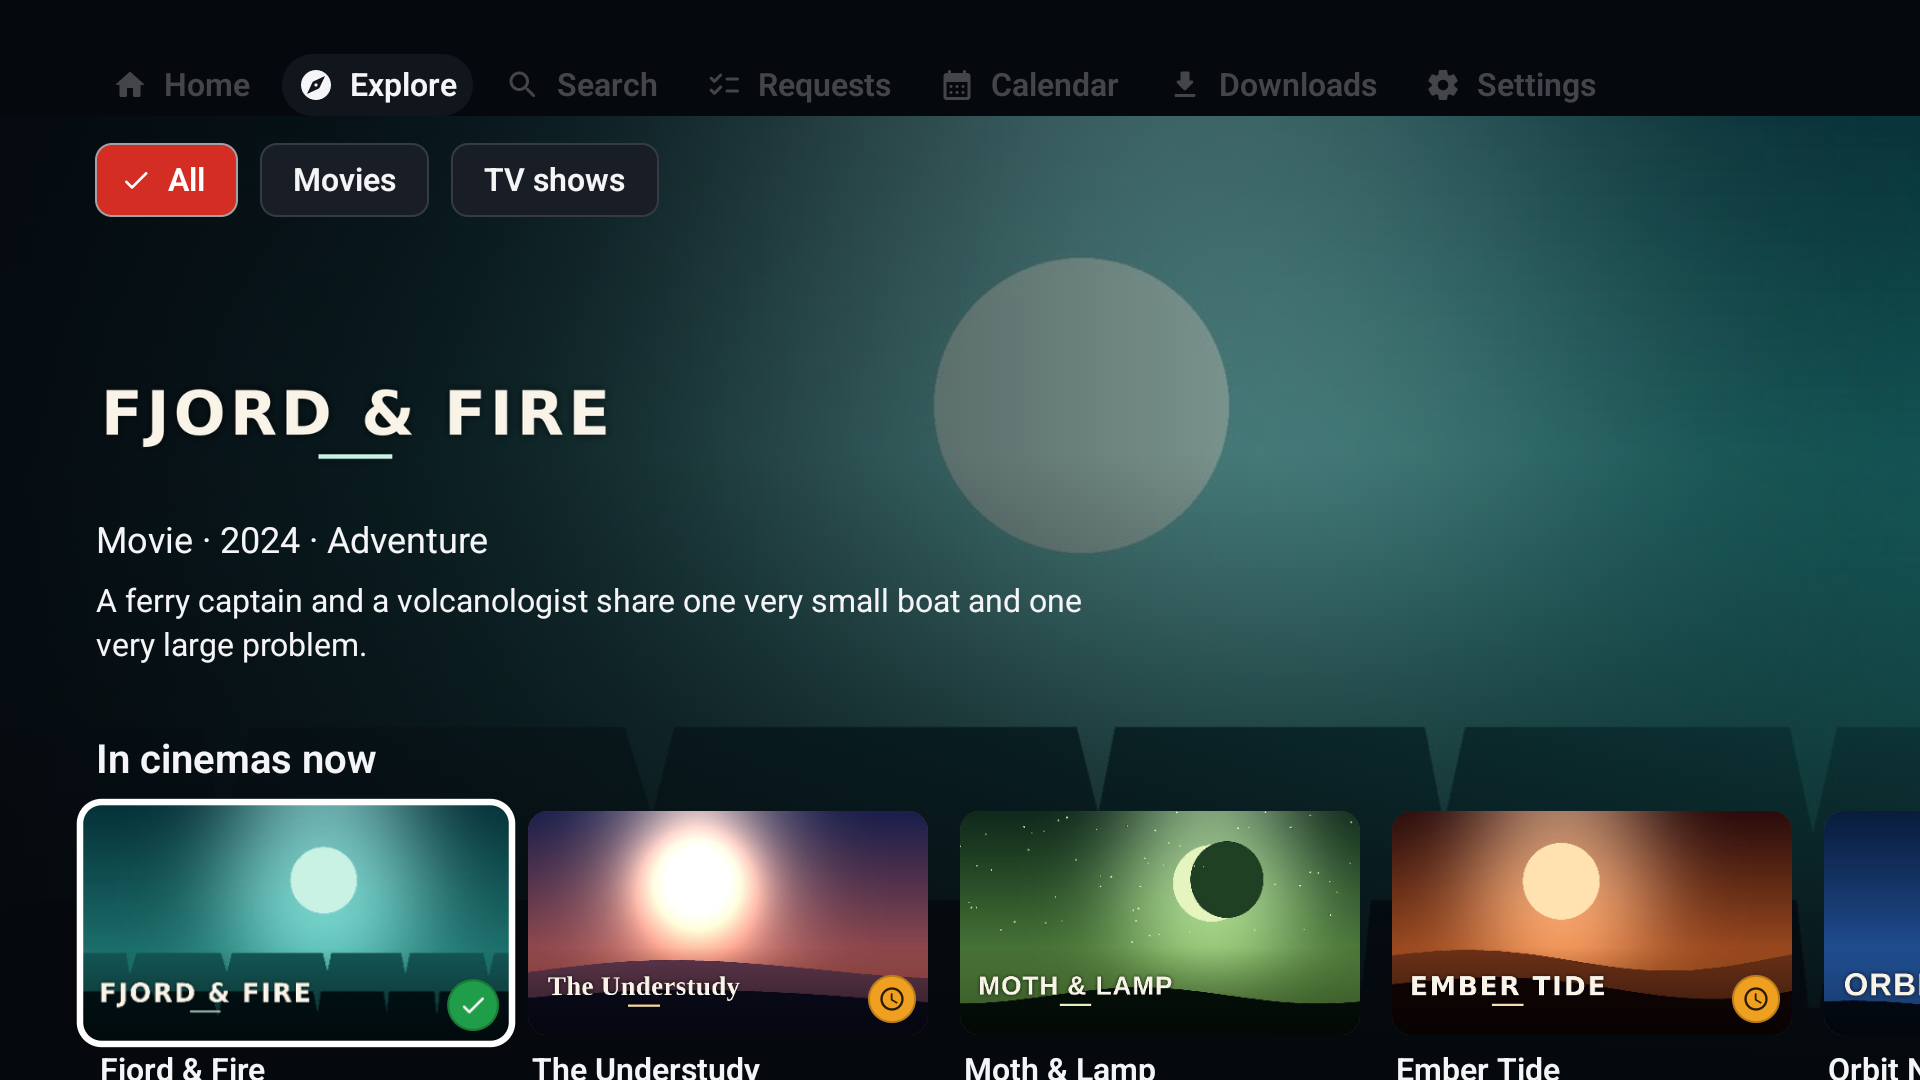 Home Explore Search Requests Calendar Downloads Settings
All Movies TV shows
FJORD & FIRE
Movie · 2024 · Adventure
A ferry captain and a volcanologist share one very small boat and one
very large problem.
In cinemas now
FJORD & FIRE The Understudy MOTH & LAMP EMBER TIDE
Fjord & Fire The Understudy Moth & Lamp Ember Tide Orbit